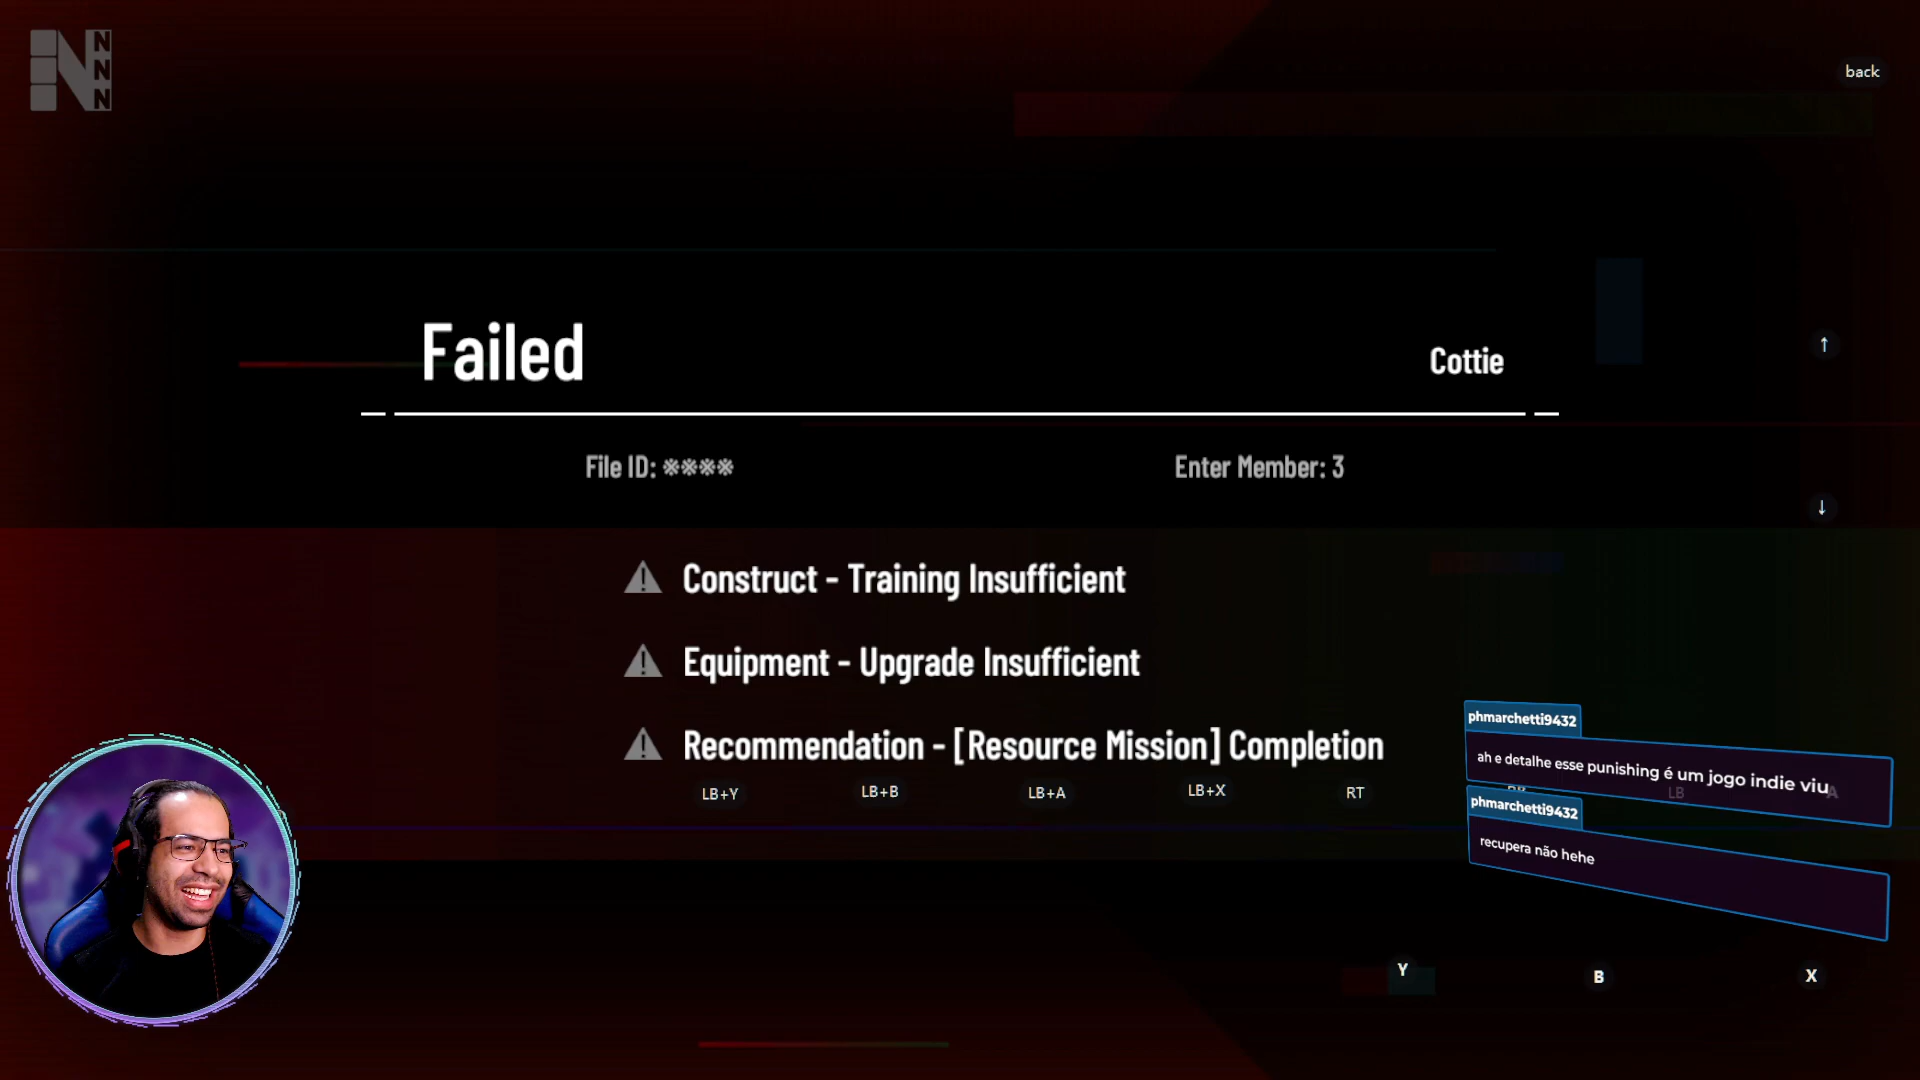 N N N N
back
Failed
Cottie
↑
File ID: ※※※※
Enter Member: 3
↓
Construct - Training Insufficient
Equipment - Upgrade Insufficient
Recommendation - [Resource Mission] Completion
LB+Y
LB+B
LB+A
LB+X
RT
LB
A
phmarchetti9432
ah e detalhe esse punishing é um jogo indie viu
phmarchetti9432
recupera não hehe
Y
B
X